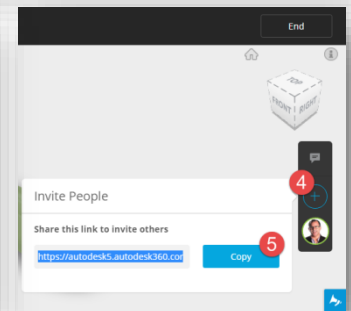 End
TOP
FRONT
RIGHT
4
Invite People
Share this link to invite others
5
https://autodesk5.autodesk360.cor
Copy